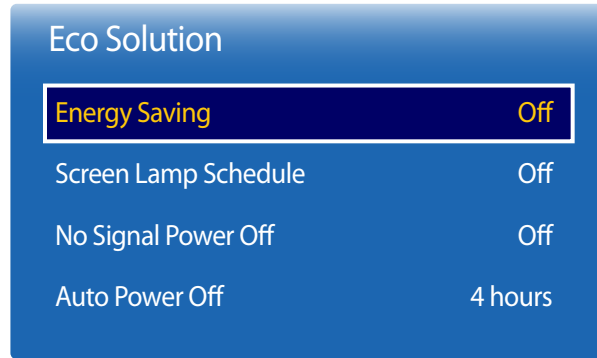 Eco Solution
Energy Saving Off
Screen Lamp Schedule Off
No Signal Power Off Off
Auto Power Off 4 hours